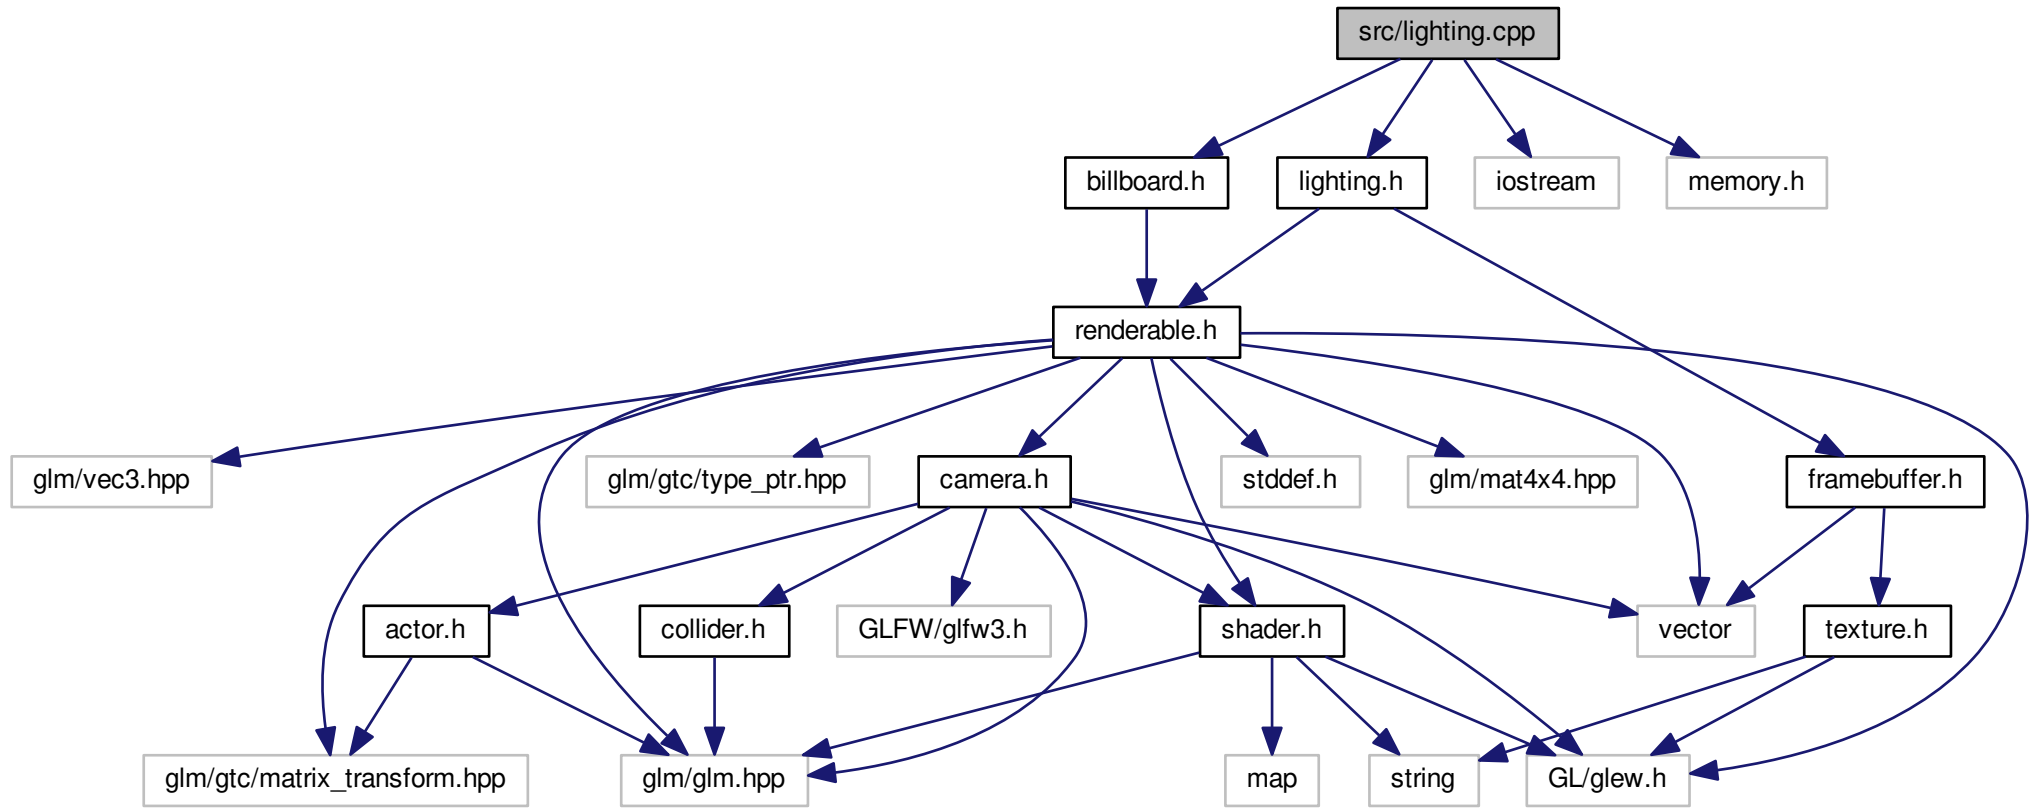 src/lighting.cpp
billboard.h
lighting.h
iostream
memory.h
renderable.h
glm/vec3.hpp
glm/gtc/type_ptr.hpp
camera.h
stddef.h
glm/mat4x4.hpp
framebuffer.h
actor.h
collider.h
GLFW/glfw3.h
shader.h
vector
texture.h
glm/gtc/matrix_transform.hpp
glm/glm.hpp
map
string
GL/glew.h